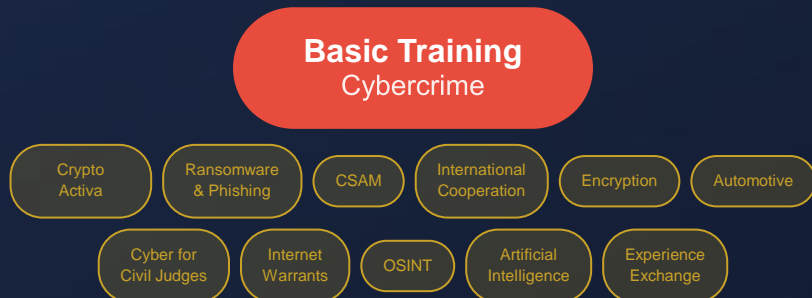 Basic Training
Cybercrime
Crypto
Activa
Ransomware
& Phishing
CSAM
International
Cooperation
Encryption
Automotive
Cyber for
Civil Judges
Internet
Warrants
OSINT
Artificial
Intelligence
Experience
Exchange